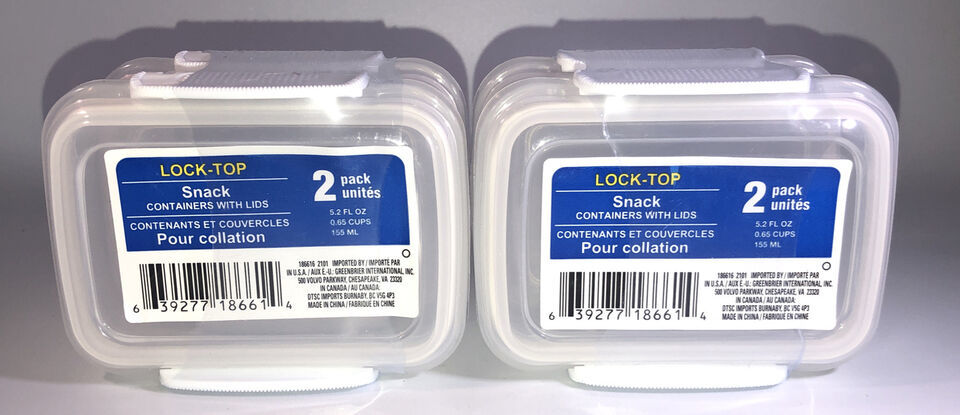 LOCK-TOP
Snack
CONTAINERS WITH LIDS
CONTENANTS ET COUVERCLES
Pour collation
2 pack
unités
5.2 FL OZ
0.65 CUPS
155 ML
186616 2101 IMPORTED BY / IMPORTÉ PAR
IN U.S.A. / AUX É.-U.: GREENBRIER INTERNATIONAL, INC.
500 VOLVO PARKWAY, CHESAPEAKE, VA 23320
IN CANADA / AU CANADA:
DTSC IMPORTS BURNABY, BC V5G 4P3
MADE IN CHINA / FABRIQUÉ EN CHINE
6 39277 18661 4
LOCK-TOP
Snack
CONTAINERS WITH LIDS
CONTENANTS ET COUVERCLES
Pour collation
2 pack
unités
5.2 FL OZ
0.65 CUPS
155 ML
186616 2101 IMPORTED BY / IMPORTÉ PAR
IN U.S.A. / AUX É.-U.: GREENBRIER INTERNATIONAL, INC.
500 VOLVO PARKWAY, CHESAPEAKE, VA 23320
IN CANADA / AU CANADA:
DTSC IMPORTS BURNABY, BC V5G 4P3
MADE IN CHINA / FABRIQUÉ EN CHINE
6 39277 18661 4